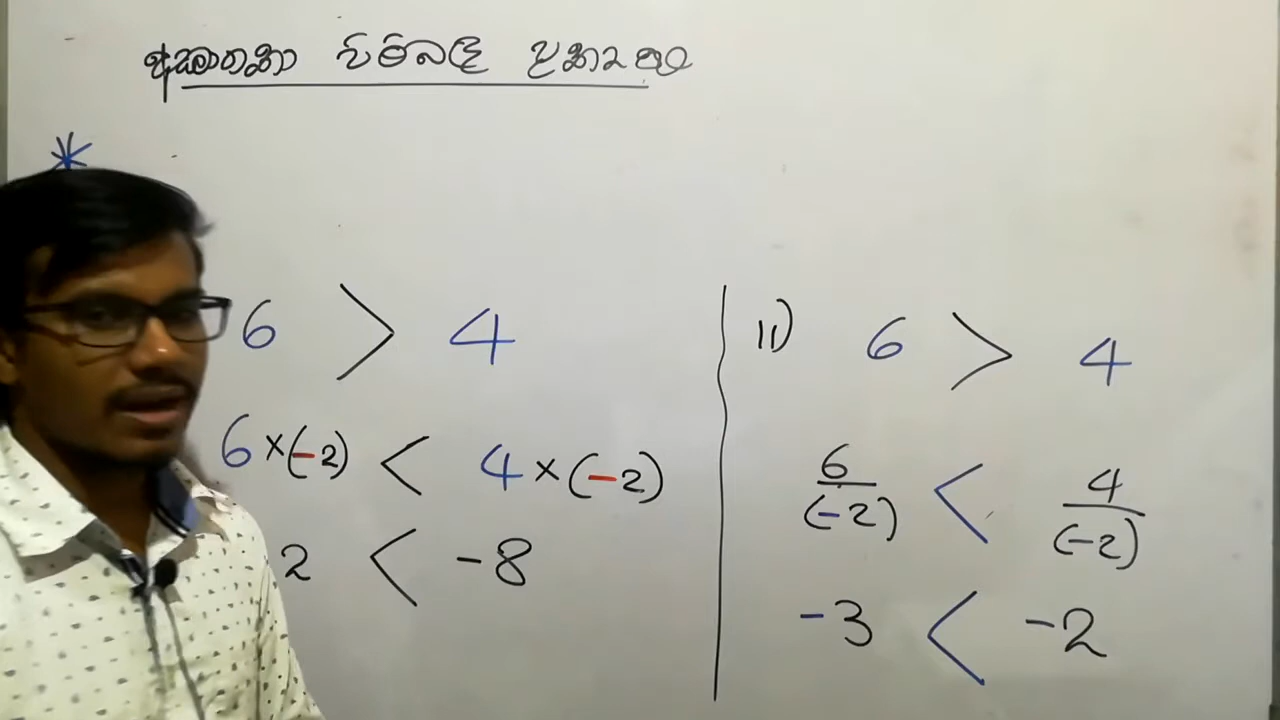 අසමානතා පිළිබඳ දැනුම
6 > 4
6 × (-2) < 4 × (-2)
2 < -8
ii) 6 > 4
6/(-2) < 4/(-2)
-3 < -2